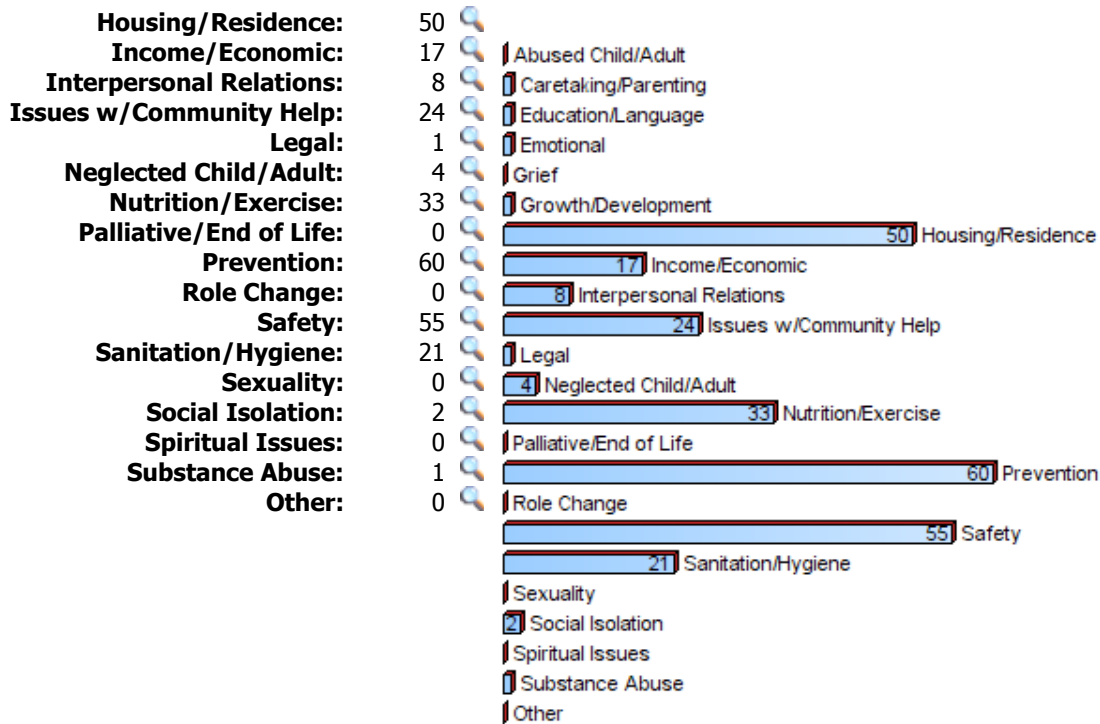 Housing/Residence: 50
Income/Economic: 17
Interpersonal Relations: 8
Issues w/Community Help: 24
Legal: 1
Neglected Child/Adult: 4
Nutrition/Exercise: 33
Palliative/End of Life: 0
Prevention: 60
Role Change: 0
Safety: 55
Sanitation/Hygiene: 21
Sexuality: 0
Social Isolation: 2
Spiritual Issues: 0
Substance Abuse: 1
Other: 0
Abused Child/Adult
Caretaking/Parenting
Education/Language
Emotional
Grief
Growth/Development
50 Housing/Residence
17 Income/Economic
8 Interpersonal Relations
24 Issues w/Community Help
Legal
4 Neglected Child/Adult
33 Nutrition/Exercise
Palliative/End of Life
60 Prevention
Role Change
55 Safety
21 Sanitation/Hygiene
Sexuality
2 Social Isolation
Spiritual Issues
Substance Abuse
Other